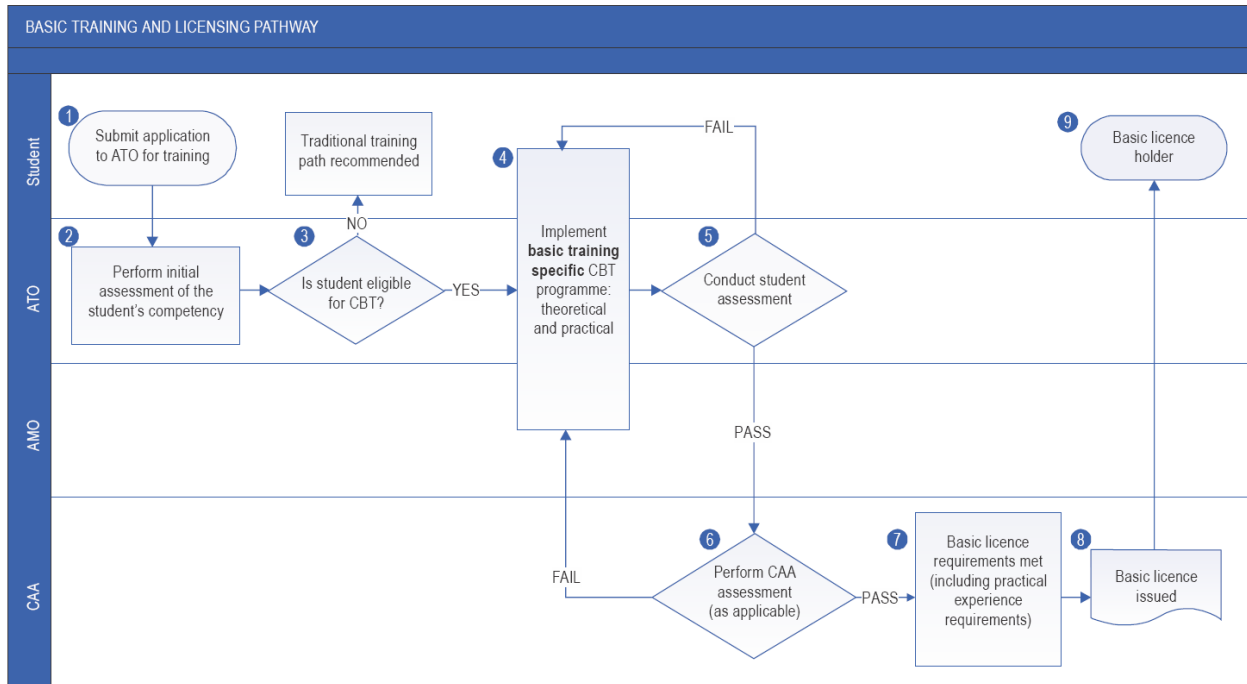 BASIC TRAINING AND LICENSING PATHWAY
Student
1
Submit application
to ATO for training
Traditional training
path recommended
NO
FAIL
9
Basic licence
holder
ATO
2
Perform initial
assessment of the
student's competency
3
Is student eligible
for CBT?
YES
4
Implement
basic training
specific CBT
programme:
theoretical
and practical
5
Conduct student
assessment
AMO
PASS
CAA
FAIL
6
Perform CAA
assessment
(as applicable)
PASS
7
Basic licence
requirements met
(including practical
experience
requirements)
8
Basic licence
issued